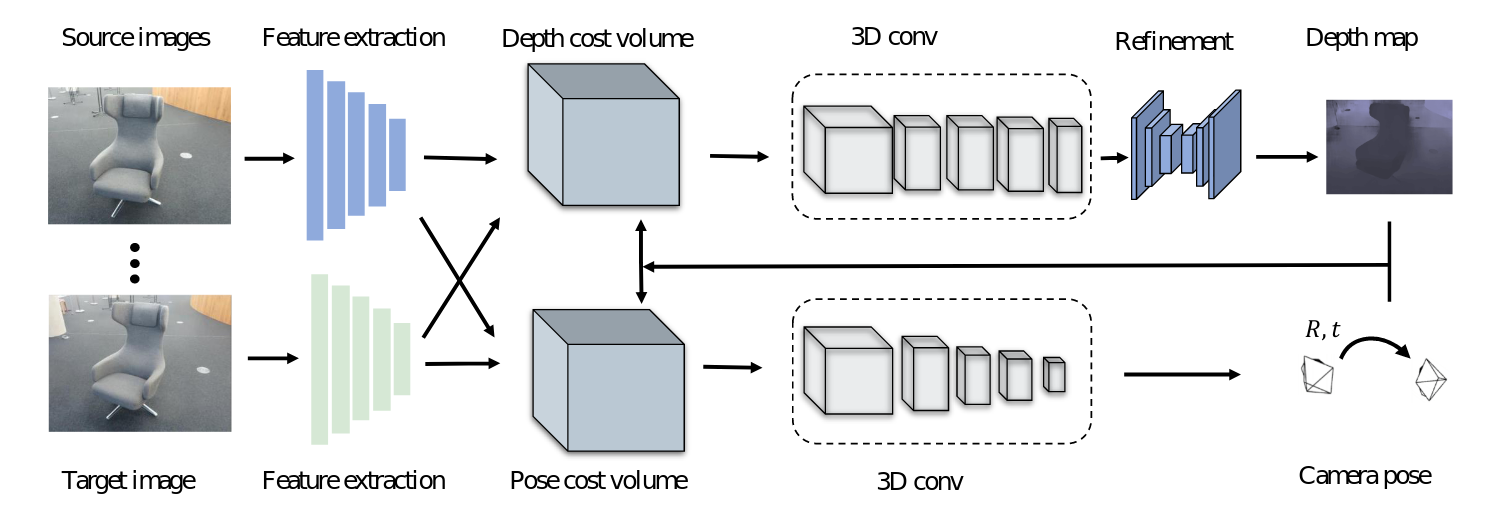 Source images
Feature extraction
Depth cost volume
3D conv
Refinement
Depth map
R, t
Target image
Feature extraction
Pose cost volume
3D conv
Camera pose